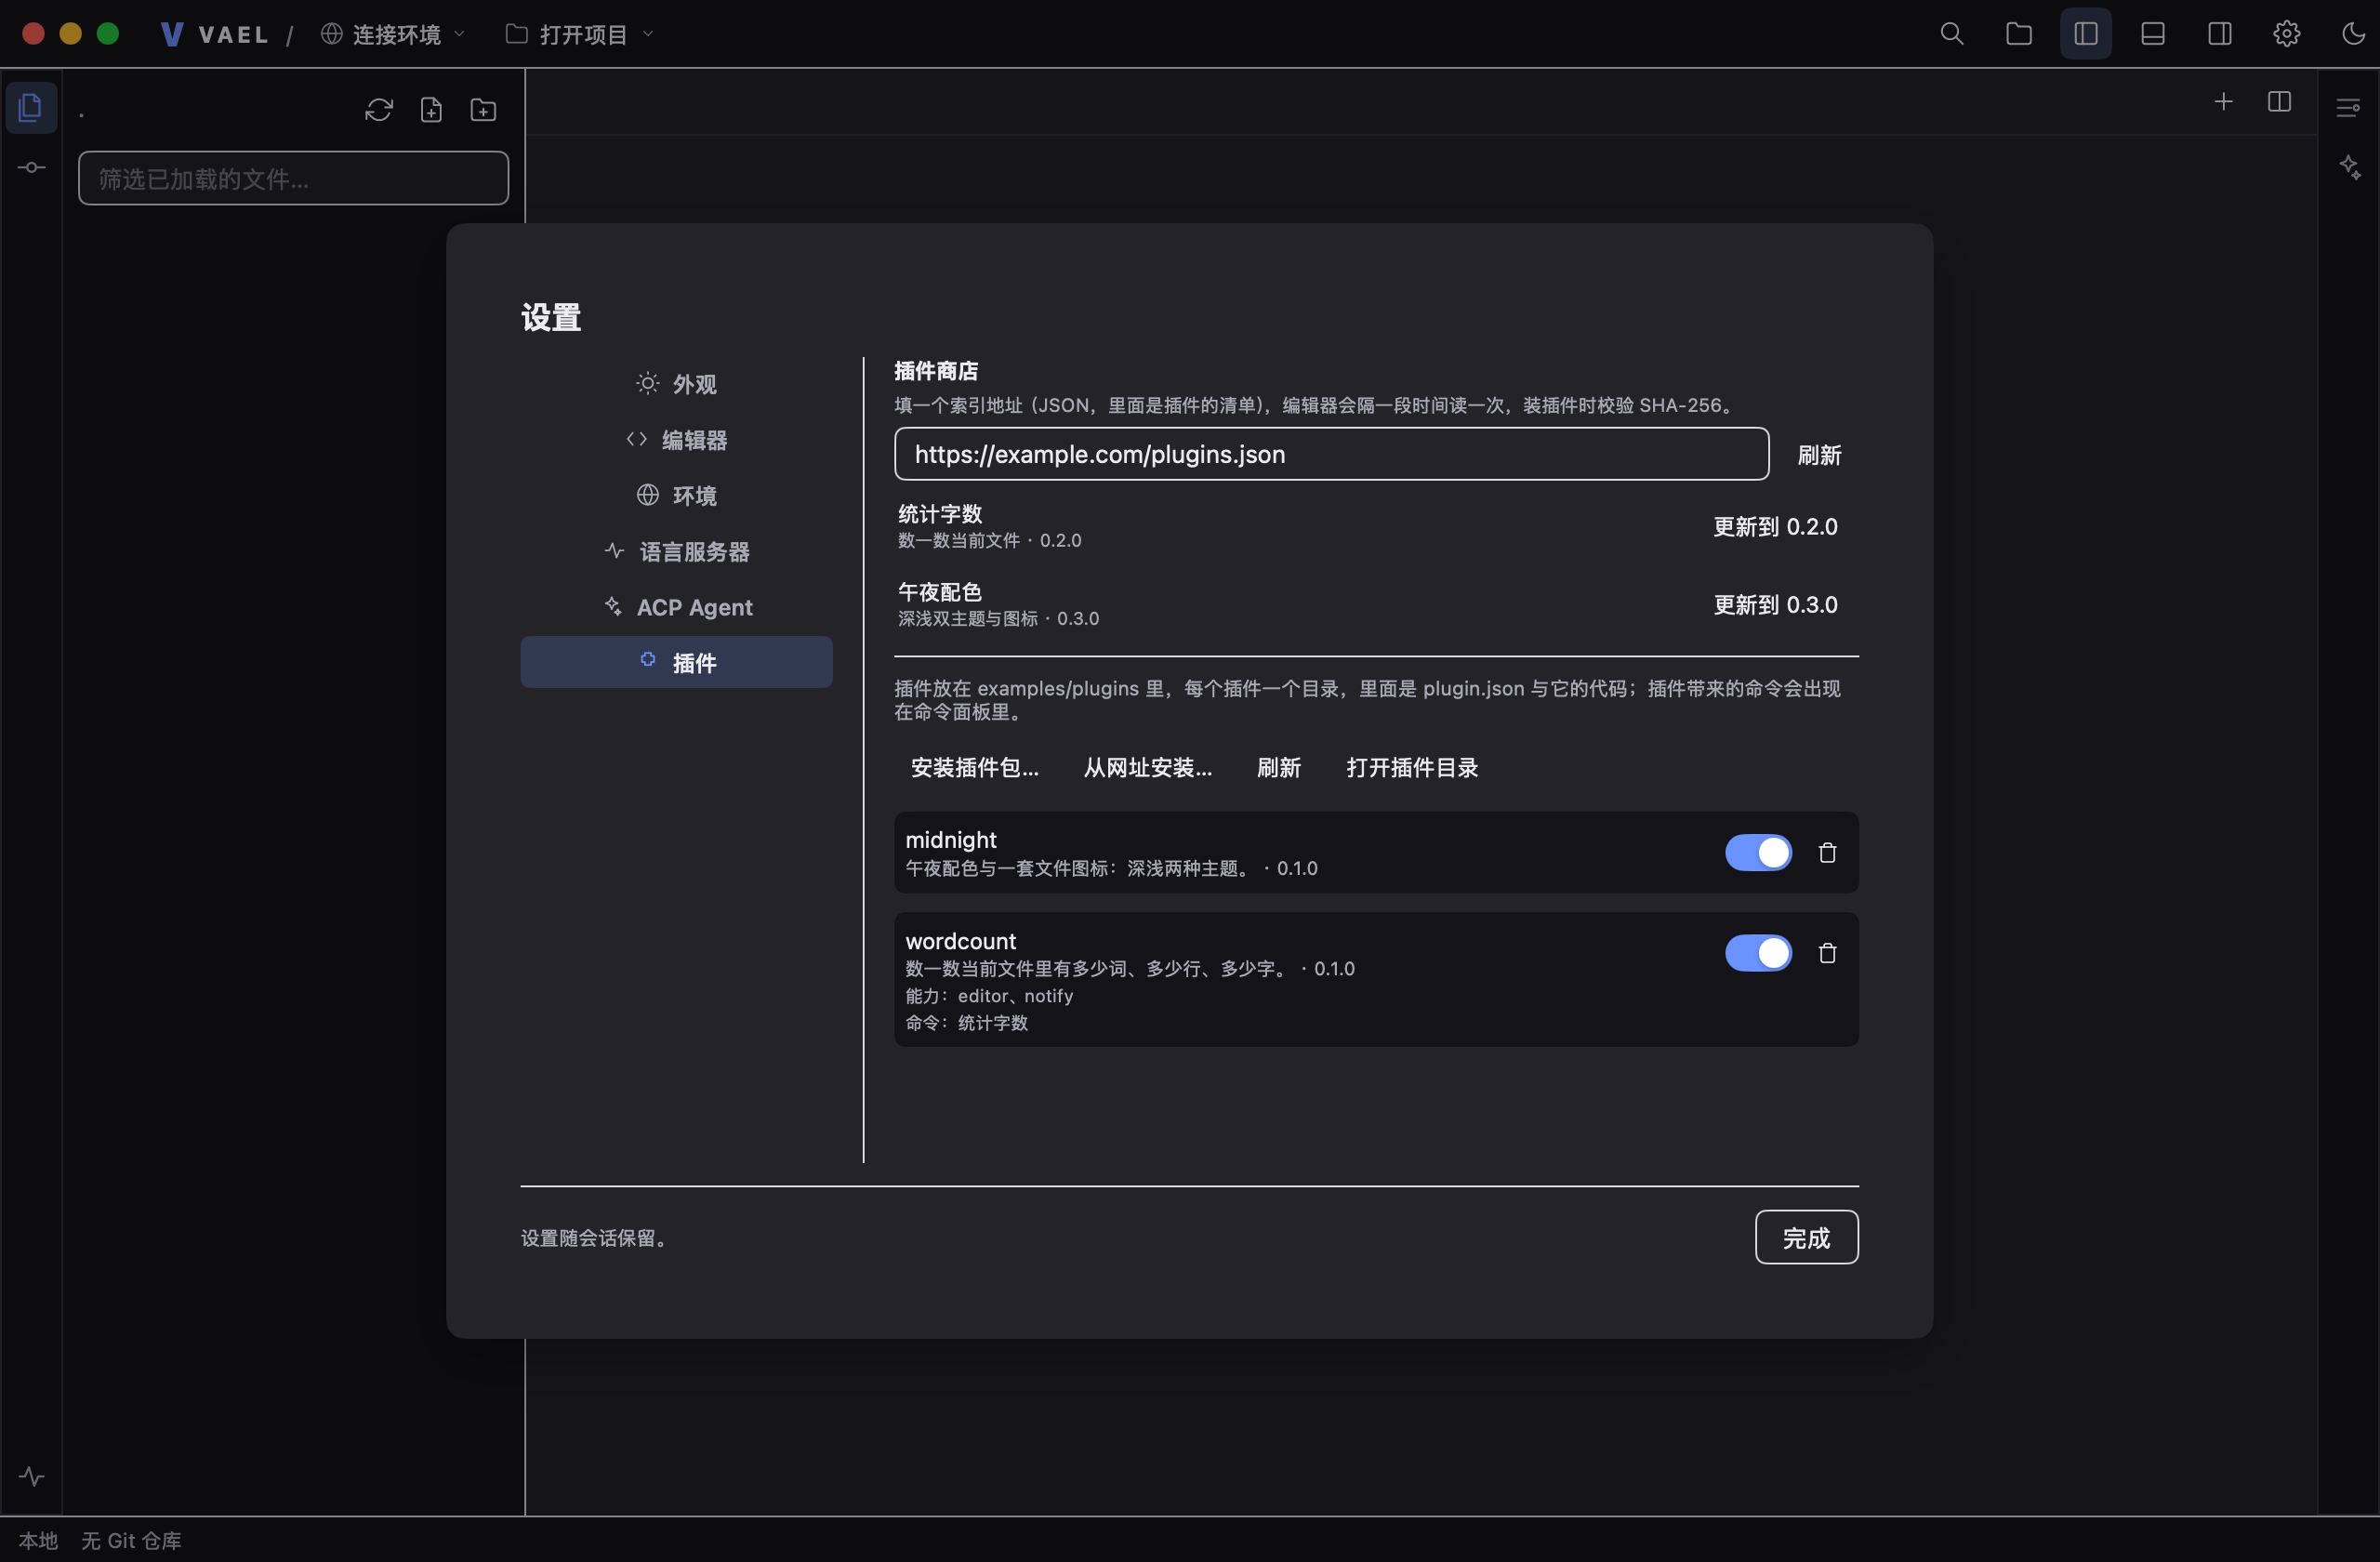 VAEL / 连接环境 打开项目
.
筛选已加载的文件...
设置
外观
编辑器
环境
语言服务器
ACP Agent
插件
插件商店
填一个索引地址 (JSON，里面是插件的清单)，编辑器会隔一段时间读一次，装插件时校验 SHA-256。
https://example.com/plugins.json 刷新
统计字数
数一数当前文件 · 0.2.0
更新到 0.2.0
午夜配色
深浅双主题与图标 · 0.3.0
更新到 0.3.0
插件放在 examples/plugins 里，每个插件一个目录，里面是 plugin.json 与它的代码；插件带来的命令会出现
在命令面板里。
安装插件包... 从网址安装... 刷新 打开插件目录
midnight
午夜配色与一套文件图标：深浅两种主题。 · 0.1.0
wordcount
数一数当前文件里有多少词、多少行、多少字。 · 0.1.0
能力：editor、notify
命令：统计字数
设置随会话保留。
完成
本地 无 Git 仓库